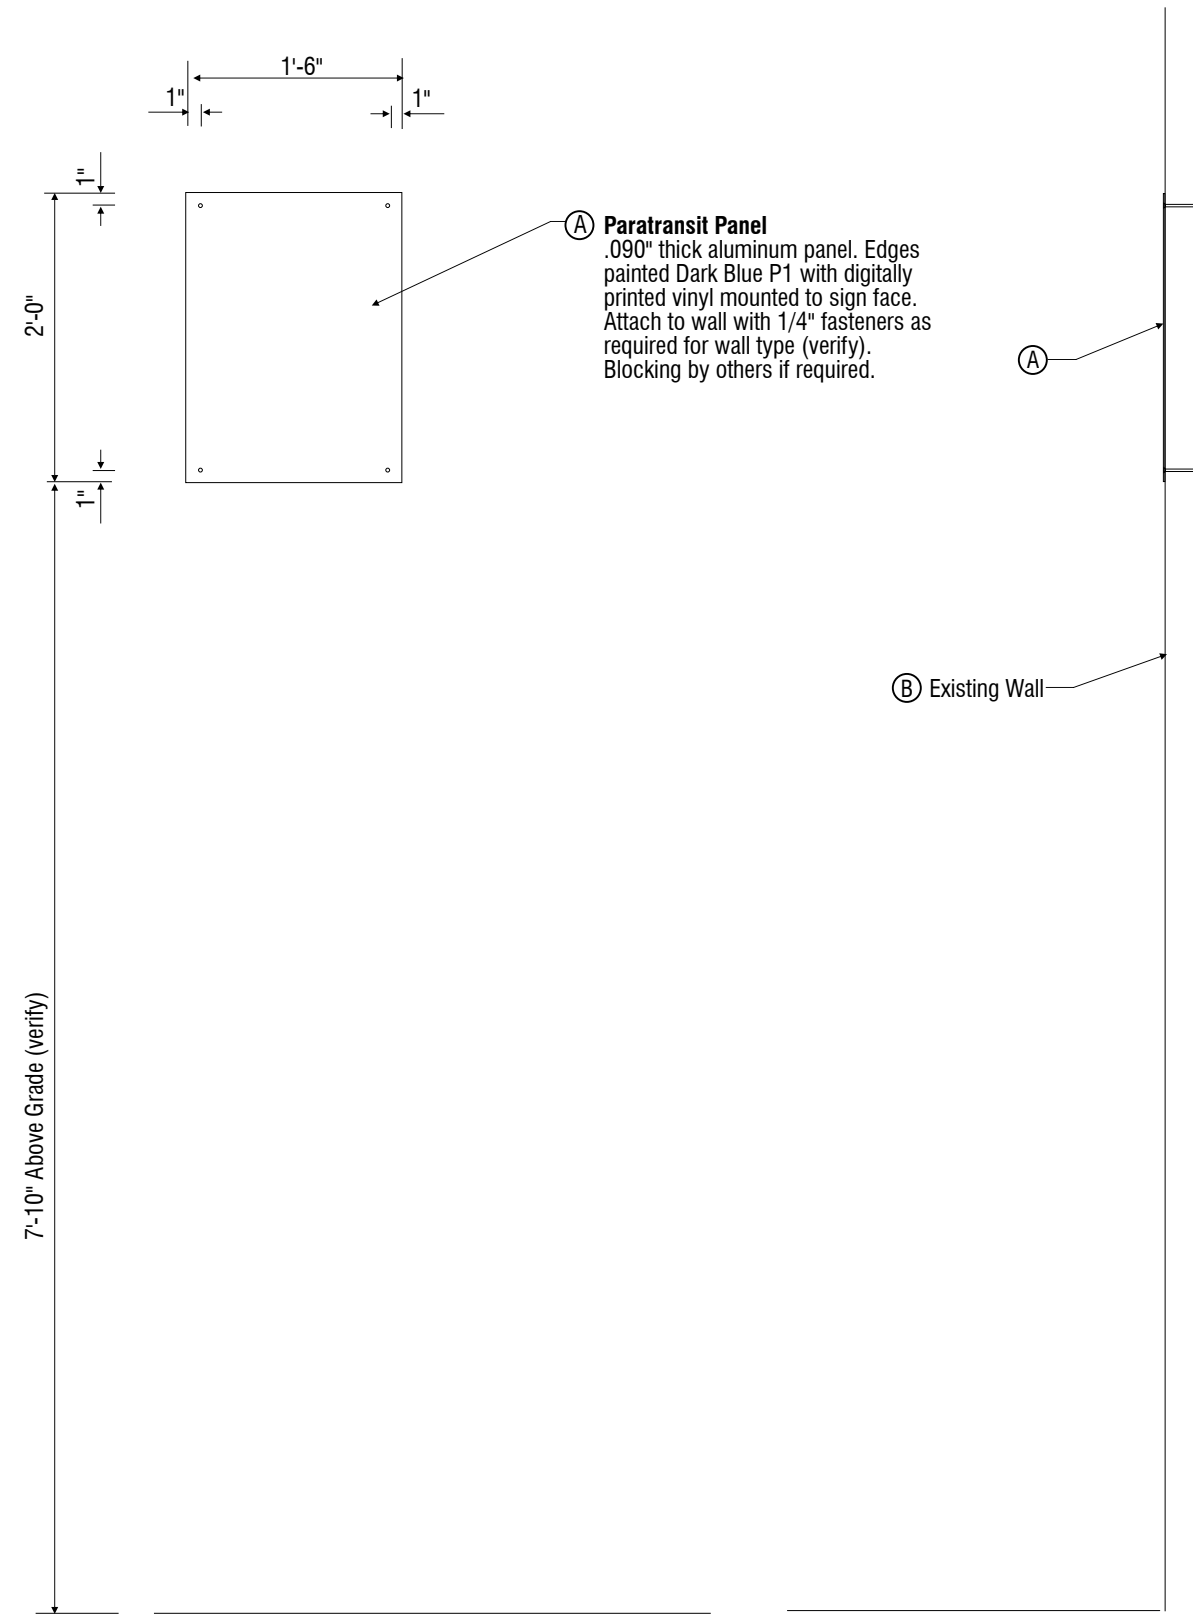 1'-6"
1"
1"
1"
2'-0"
1"
A Paratransit Panel
.090" thick aluminum panel. Edges
painted Dark Blue P1 with digitally
printed vinyl mounted to sign face.
Attach to wall with 1/4" fasteners as
required for wall type (verify).
Blocking by others if required.
A
B Existing Wall
7'-10" Above Grade (verify)